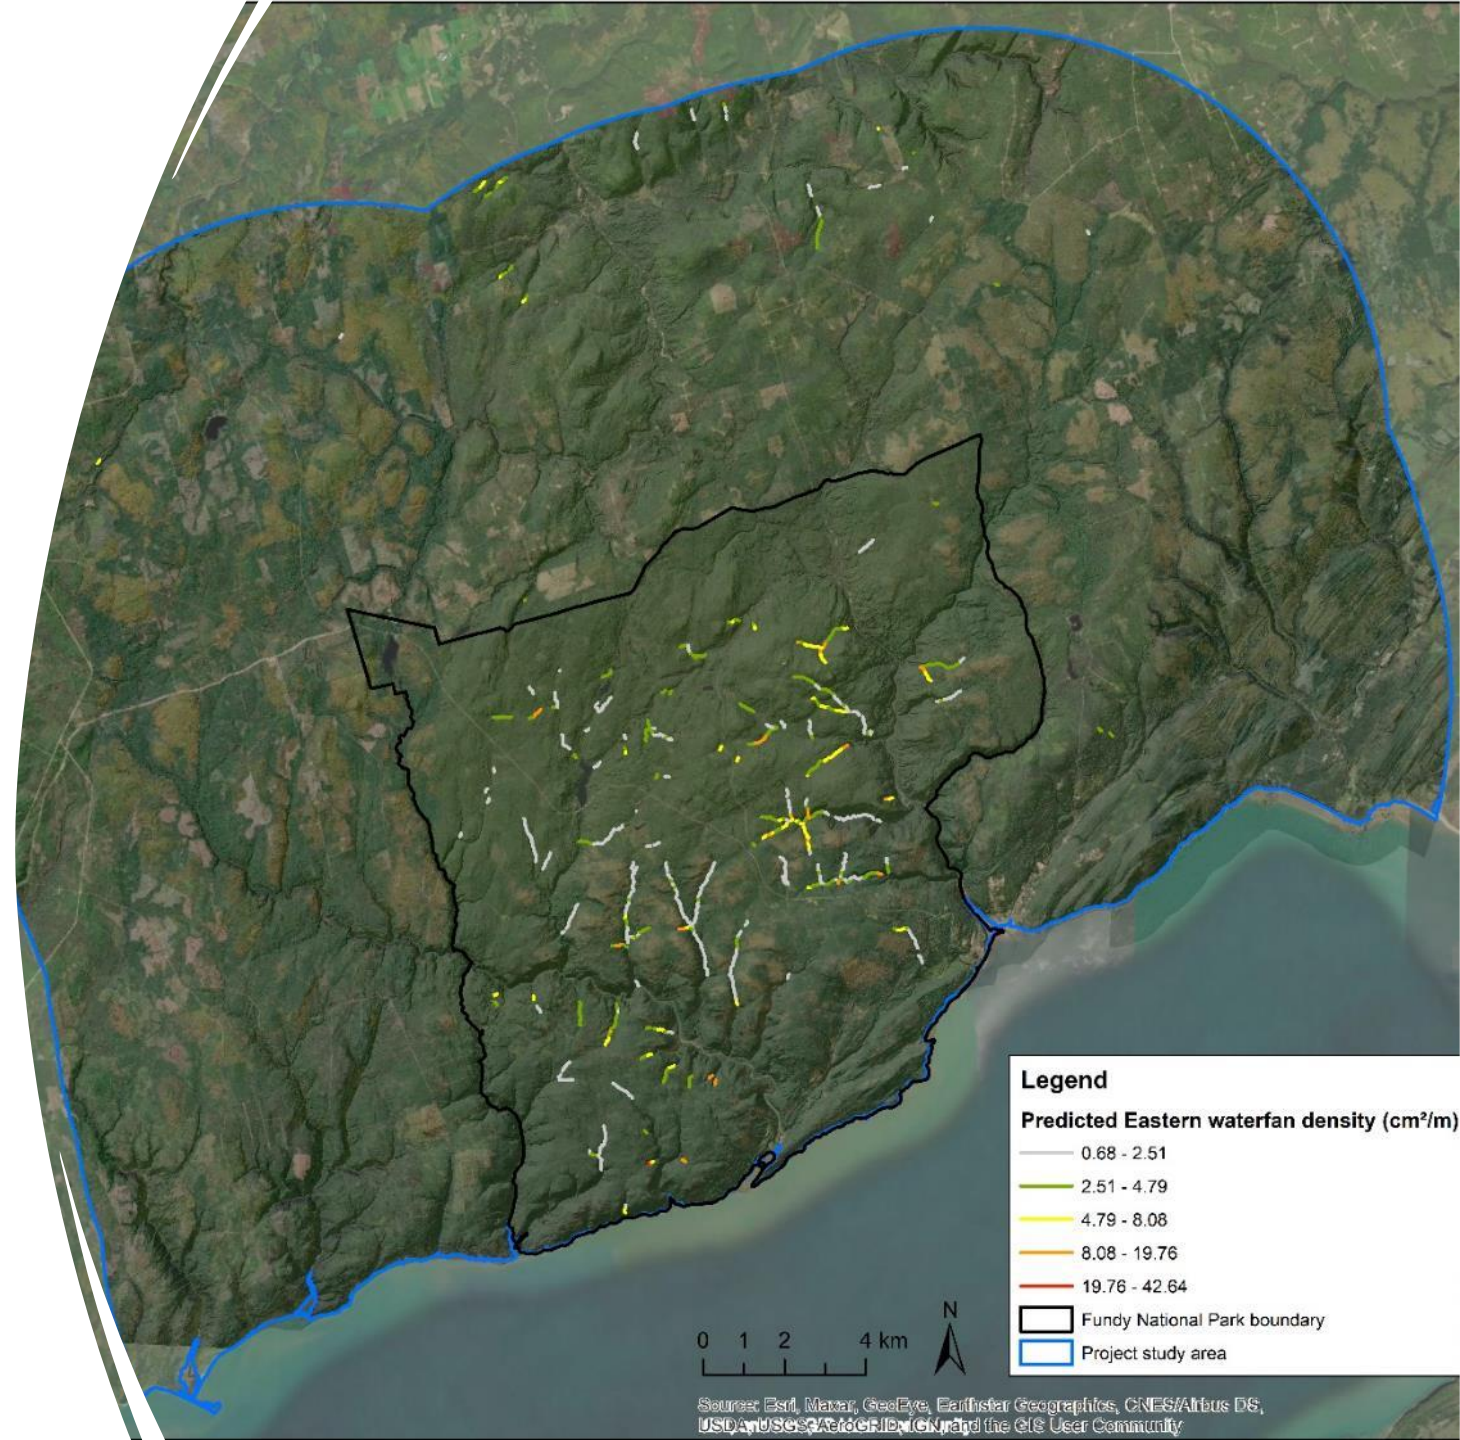 Legend
Predicted Eastern waterfan density (cm²/m)
0.68 - 2.51
2.51 - 4.79
4.79 - 8.08
8.08 - 19.76
19.76 - 42.64
Fundy National Park boundary
Project study area
N
0 1 2 4 km
Source: Esri, Maxar, GeoEye, Earthstar Geographics, CNES/Airbus DS,
USDA, USGS, AeroGRID, IGN, and the GIS User Community